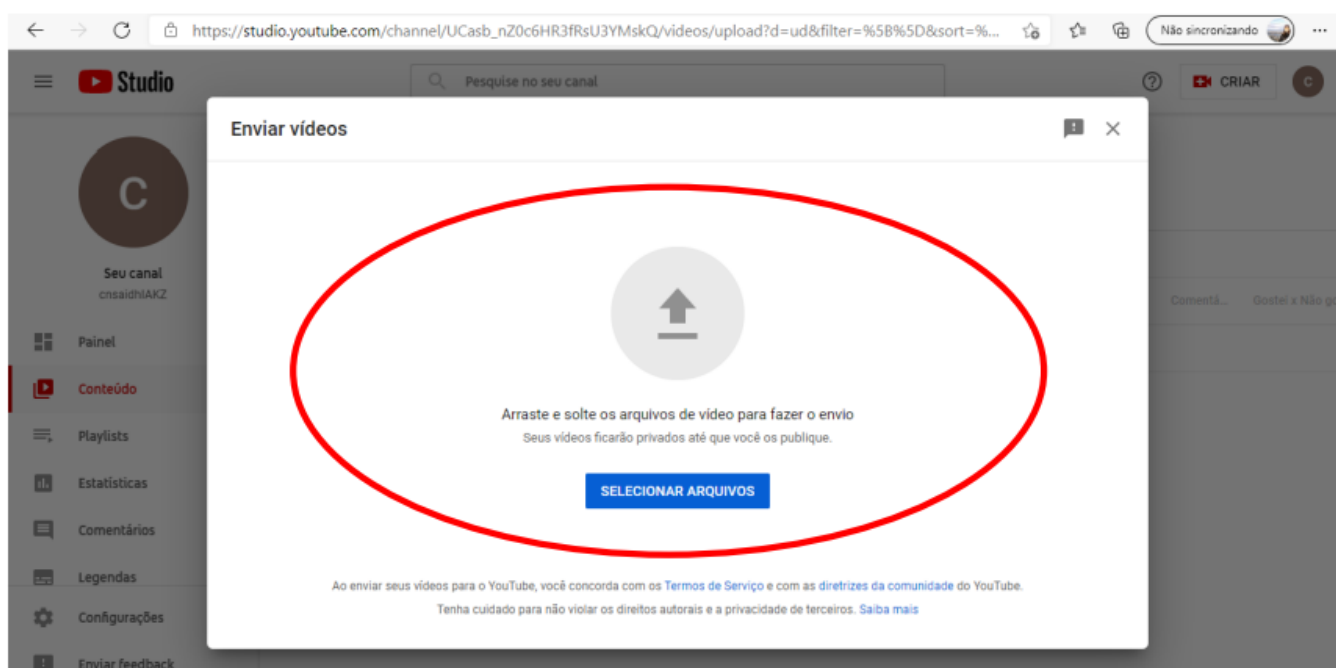 https://studio.youtube.com/channel/UCasb_nZ0c6HR3fRsU3YMskQ/videos/upload?d=ud&filter=%5B%5D&sort=%...
Não sincronizando
Studio
Pesquise no seu canal
CRIAR
C
Enviar vídeos
C
Seu canal
cnsaidhIAKZ
Comentá...
Gostei x Não
Painel
Conteúdo
Playlists
Estatísticas
Comentários
Legendas
Configurações
Enviar feedback
Arraste e solte os arquivos de vídeo para fazer o envio
Seus vídeos ficarão privados até que você os publique.
SELECIONAR ARQUIVOS
Ao enviar seus vídeos para o YouTube, você concorda com os Termos de Serviço e com as diretrizes da comunidade do YouTube.
Tenha cuidado para não violar os direitos autorais e a privacidade de terceiros. Saiba mais